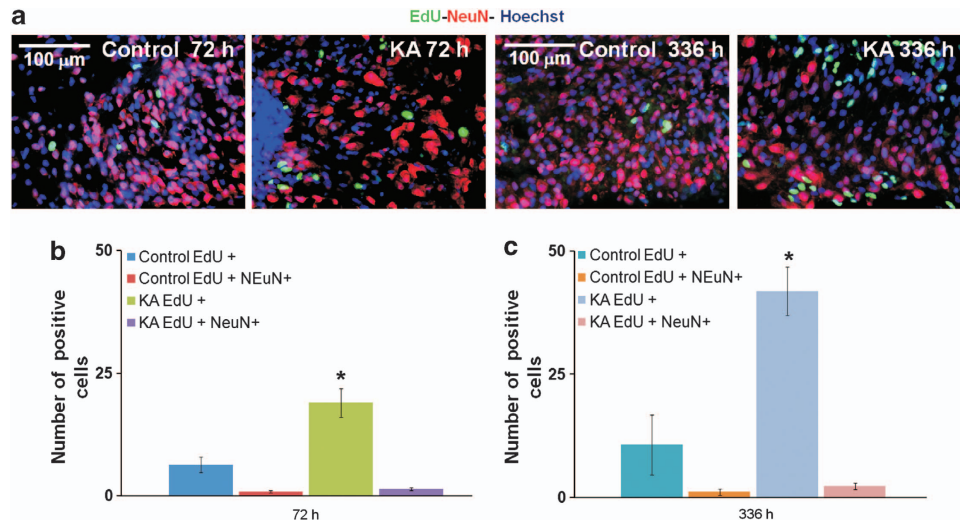 a
EdU-NeuN- Hoechst
Control 72 h
100 µm
KA 72 h
Control 336 h
100 µm
KA 336 h
b
50
25
0
Number of positive
cells
Control EdU +
Control EdU + NEuN+
KA EdU +
KA EdU + NeuN+
*
72 h
c
50
25
0
Number of positive
cells
Control EdU +
Control EdU + NEuN+
KA EdU +
KA EdU + NeuN+
*
336 h